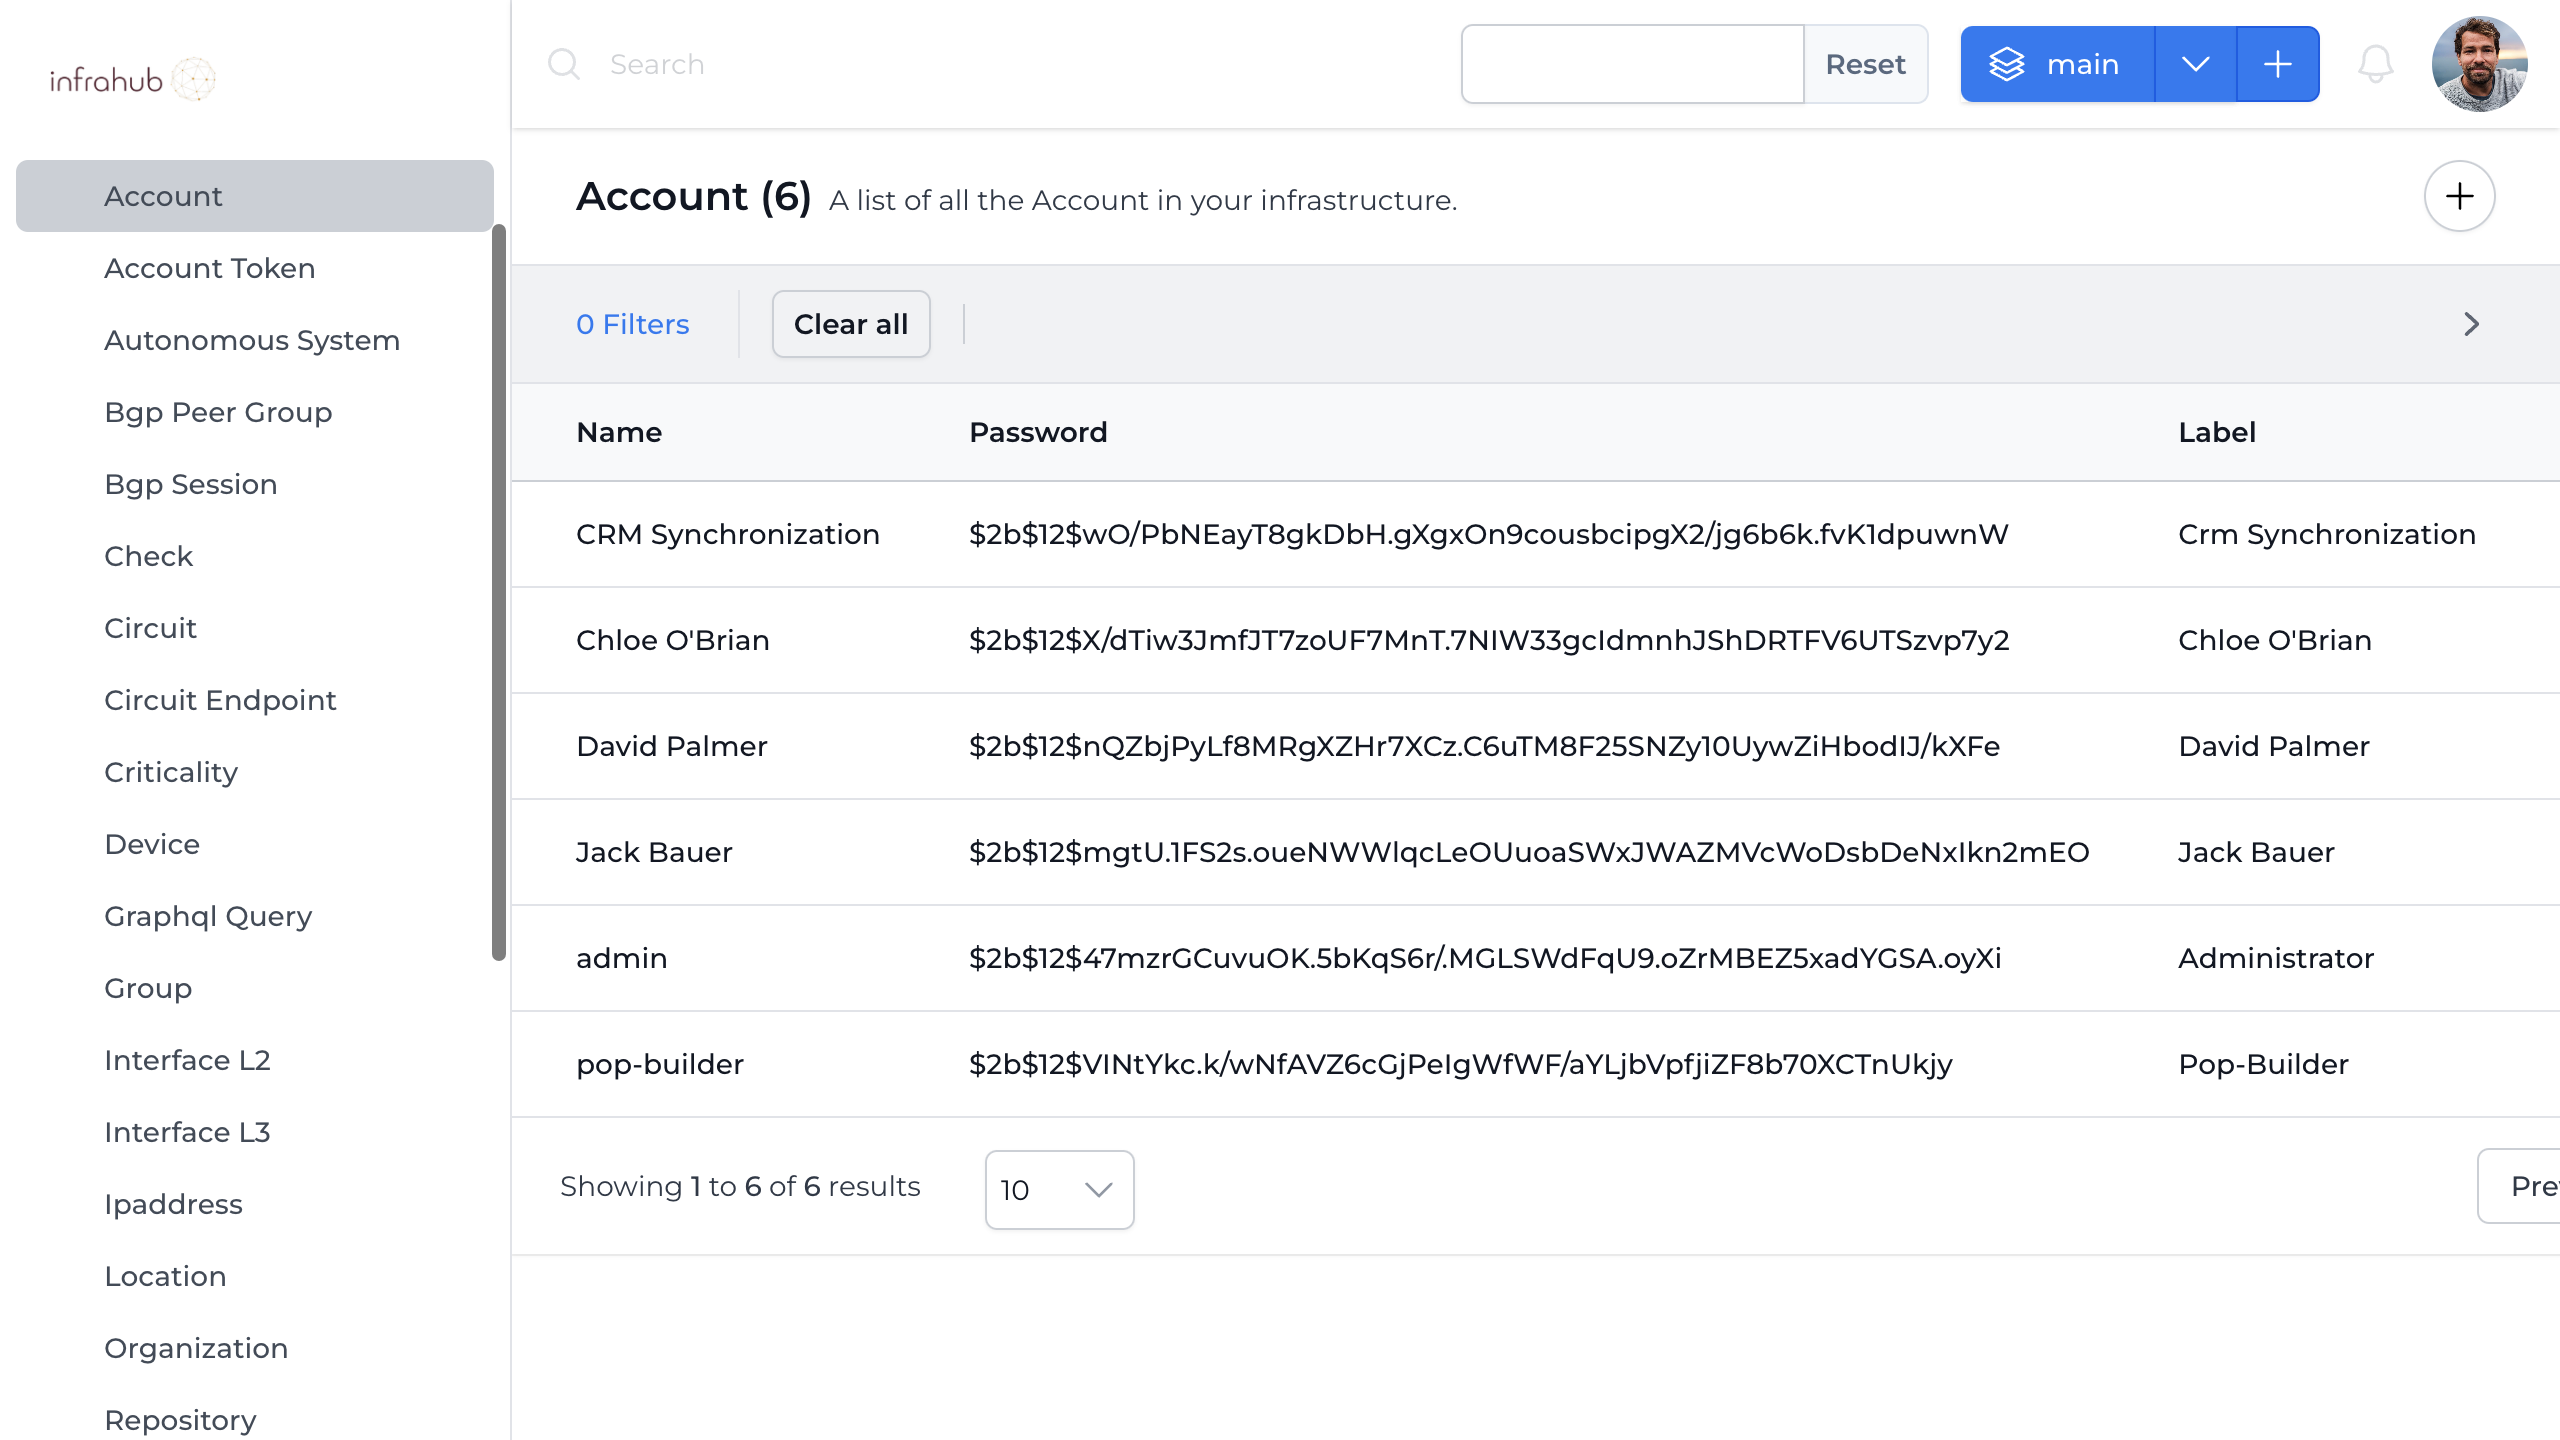 infrahub
Search
Reset
main
Account
Account Token
Autonomous System
Bgp Peer Group
Bgp Session
Check
Circuit
Circuit Endpoint
Criticality
Device
Graphql Query
Group
Interface L2
Interface L3
Ipaddress
Location
Organization
Repository
Account (6) A list of all the Account in your infrastructure.
0 Filters Clear all
Name Password Label
CRM Synchronization $2b$12$wO/PbNEayT8gkDbH.gXgxOn9cousbcipgX2/jg6b6k.fvK1dpuwnW Crm Synchronization
Chloe O'Brian $2b$12$X/dTiw3JmfJT7zoUF7MnT.7NIW33gcIdmnhJShDRTFV6UTSzvp7y2 Chloe O'Brian
David Palmer $2b$12$nQZbjPyLf8MRgXZHr7XCz.C6uTM8F25SNZy10UywZiHbodIJ/kXFe David Palmer
Jack Bauer $2b$12$mgtU.1FS2s.oueNWWlqcLeOUuoaSWxJWAZMVcWoDsbDeNxIkn2mEO Jack Bauer
admin $2b$12$47mzrGCuvuOK.5bKqS6r/.MGLSWdFqU9.oZrMBEZ5xadYGSA.oyXi Administrator
pop-builder $2b$12$VINtYkc.k/wNfAVZ6cGjPeIgWfWF/aYLjbVpfjiZF8b70XCTnUkjy Pop-Builder
Showing 1 to 6 of 6 results 10 Pre